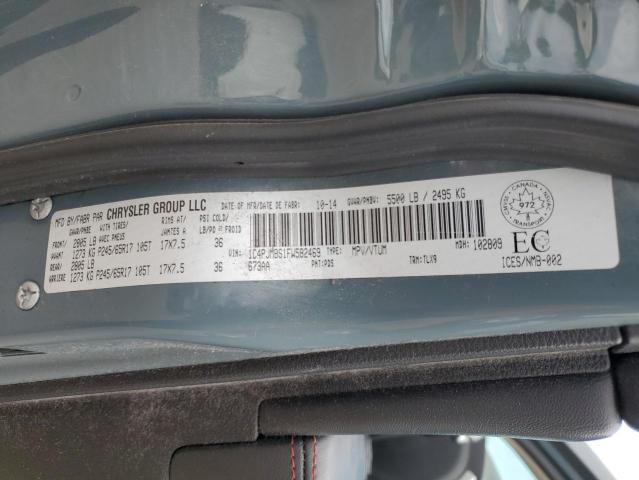 MFD BY/FABR PAR CHRYSLER GROUP LLC DATE OF MFR/DATE DE FABR: 10-14 GVWR/PNBV: 5500 LB / 2495 KG
GAWR/PNBE WITH TIRES/ RIMS AT/ PSI COLD/
AVEC PNEUS JANTES A LB/PO² FROID
FRONT/ 2805 LB
AVANT 1273 KG P245/65R17 105T 17X7.5 36
REAR/ 2805 LB
ARRIERE 1273 KG P245/65R17 105T 17X7.5 36
VIN: 1C4PJMBS1FW582469 TYPE: MPV/VTUM MDH: 102809
673AA PNT:PDS TRM:TLX9
CANADA
972
TRANSPORT
EC
ICES/NMB-002